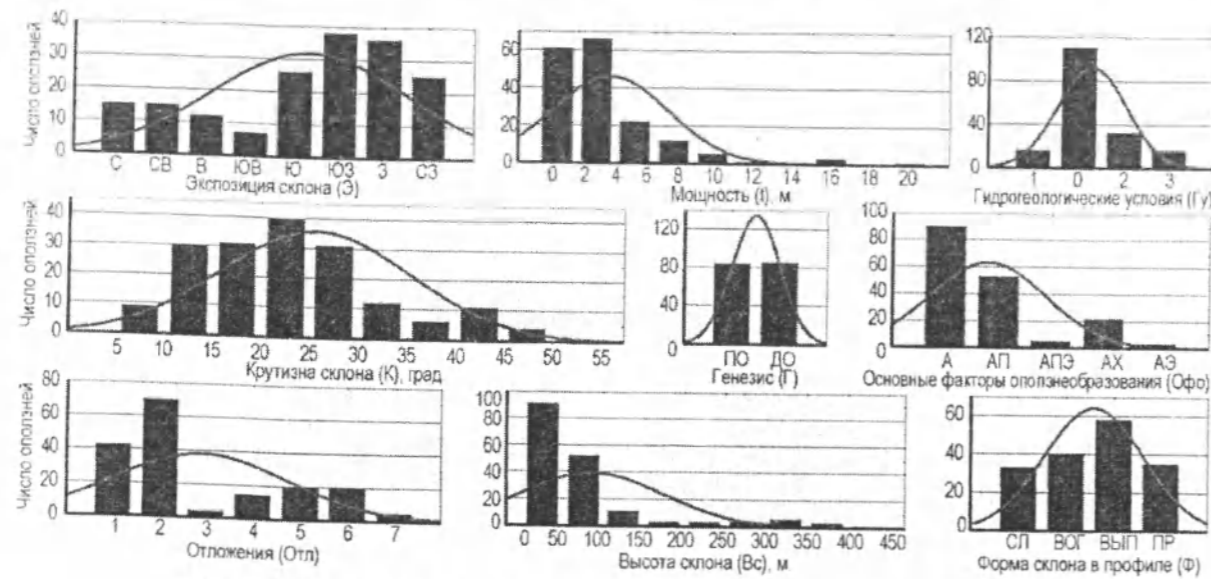 40
30
20
10
0
Число оползней
С СВ В ЮВ Ю ЮЗ З СЗ
Экспозиция склона (Э)
60
40
20
0
0 2 4 6 8 10 12 14 16 18 20
Мощность (t), м
120
80
40
0
1 0 2 3
Гидрогеологические условия (Гу)
40
30
20
10
0
Число оползней
5 10 15 20 25 30 35 40 45 50 55
Крутизна склона (К), град
120
80
40
0
ПО ДО
Генезис (Г)
100
80
60
40
20
0
А АП АПЭ АХ АЭ
Основные факторы оползнеобразования (Офо)
80
60
40
20
0
Число оползней
1 2 3 4 5 6 7
Отложения (Отл)
100
80
60
40
20
0
0 50 100 150 200 250 300 350 400 450
Высота склона (Вс), м
60
40
20
0
СЛ ВОГ ВЫП ПР
Форма склона в профиле (Ф)